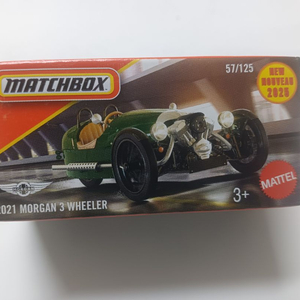 MATCHBOX
57/125
NEW
NOUVEAU
2025
2021 MORGAN 3 WHEELER
3+
MATTEL